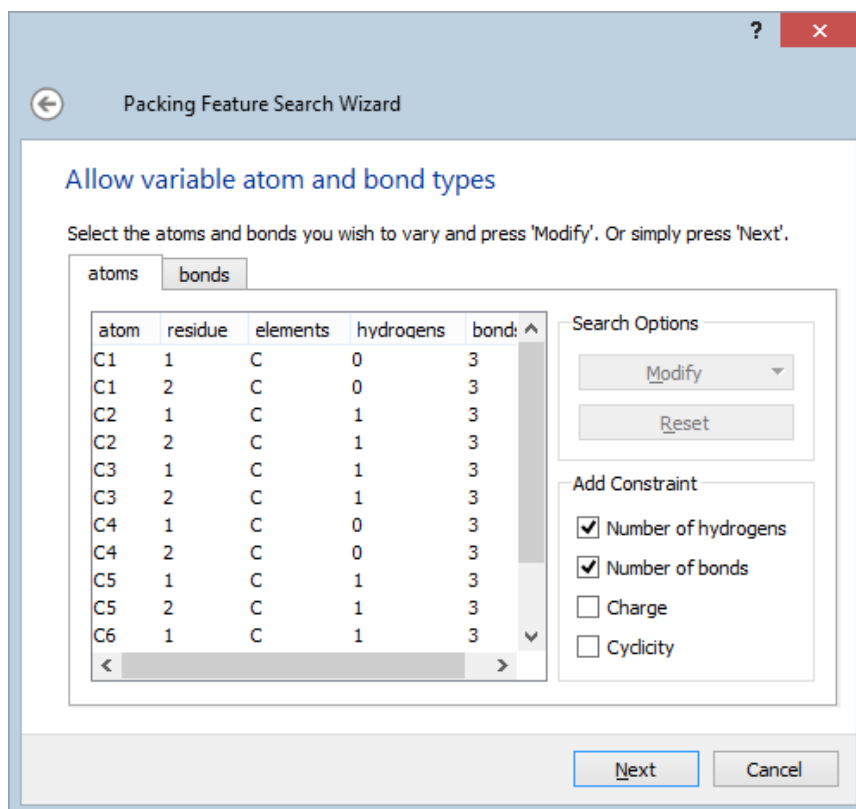 ?
Packing Feature Search Wizard
Allow variable atom and bond types
Select the atoms and bonds you wish to vary and press 'Modify'. Or simply press 'Next'.
atoms bonds
atom residue elements hydrogens bonds
C1 1 C 0 3
C1 2 C 0 3
C2 1 C 1 3
C2 2 C 1 3
C3 1 C 1 3
C3 2 C 1 3
C4 1 C 0 3
C4 2 C 0 3
C5 1 C 1 3
C5 2 C 1 3
C6 1 C 1 3
Search Options
Modify
Reset
Add Constraint
Number of hydrogens
Number of bonds
Charge
Cyclicity
Next Cancel